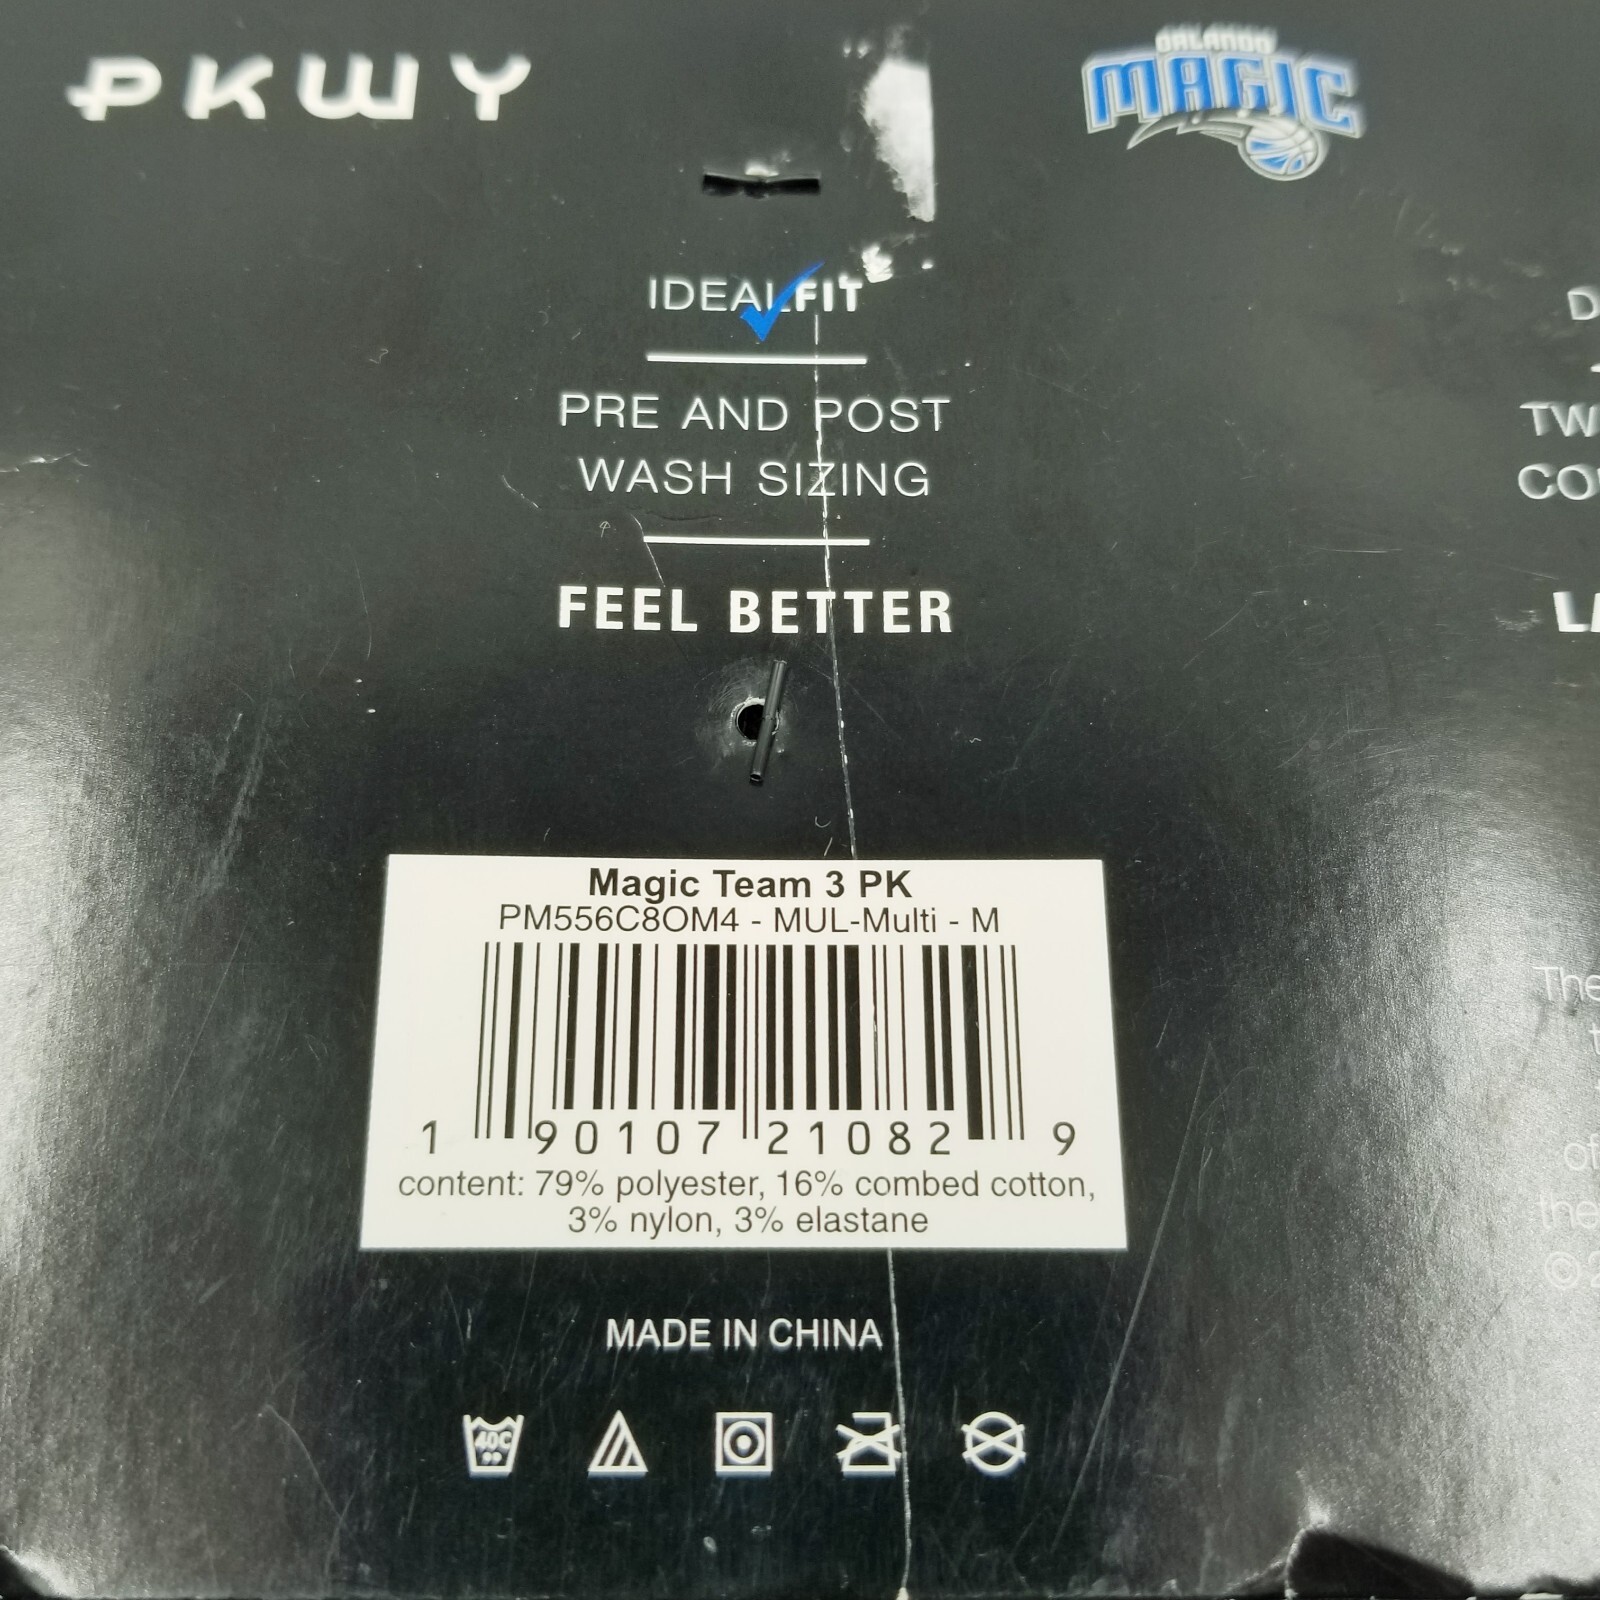 PKWY
ORLANDO
MAGIC
IDEALFIT
PRE AND POST
WASH SIZING
FEEL BETTER
Magic Team 3 PK
PM556C8OM4 - MUL-Multi - M
1 90107 21082 9
content: 79% polyester, 16% combed cotton,
3% nylon, 3% elastane
MADE IN CHINA
40C